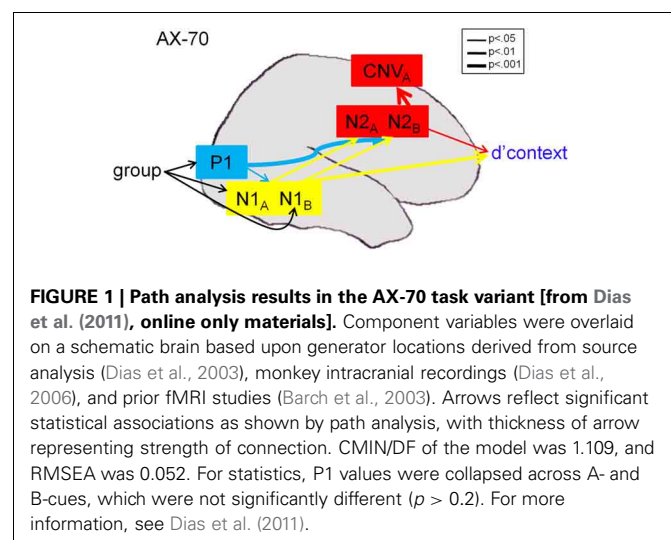 AX-70
p<.05
p<.01
p<.001
CNVA
N2A N2B
d'context
P1
group
N1A N1B
FIGURE 1 | Path analysis results in the AX-70 task variant [from Dias
et al. (2011), online only materials]. Component variables were overlaid
on a schematic brain based upon generator locations derived from source
analysis (Dias et al., 2003), monkey intracranial recordings (Dias et al.,
2006), and prior fMRI studies (Barch et al., 2003). Arrows reflect significant
statistical associations as shown by path analysis, with thickness of arrow
representing strength of connection. CMIN/DF of the model was 1.109, and
RMSEA was 0.052. For statistics, P1 values were collapsed across A- and
B-cues, which were not significantly different (p > 0.2). For more
information, see Dias et al. (2011).